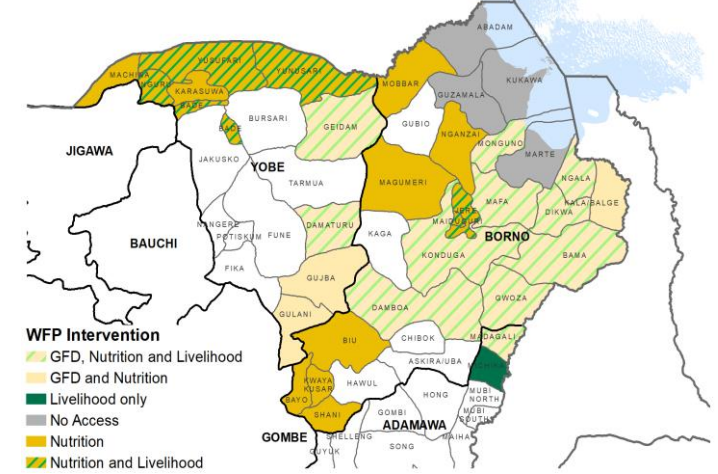 ABADAM
YUSUFARI
MACHINA
YUNUSARI
NGURU
KARASUWA
MOBBAR
KUKAWA
GUZAMALA
BADE
BURSARI
BADE
GEIDAM
GUBIO
NGANZAI
MONGUNO
MARTE
JIGAWA
JAKUSKO
YOBE
TARMUA
MAGUMERI
NGALA
MAFA
KALA/BALGE
JERE
MAIDUGURI
DIKWA
NANGERE
POTISKUM
FUNE
DAMATURU
KAGA
BORNO
BAUCHI
KONDUGA
BAMA
FIKA
GUJBA
GULANI
DAMBOA
GWOZA
WFP Intervention
GFD, Nutrition and Livelihood
GFD and Nutrition
Livelihood only
No Access
Nutrition
Nutrition and Livelihood
BIU
CHIBOK
MADAGALI
ASKIRA/UBA
MICHIKA
KWAYA
KUSAR
BAYO
HAWUL
HONG
MUBI
NORTH
SHANI
GOMBI
MUBI
SOUTH
ADAMAWA
GOMBE
SHELLENG
MAIHA
GUYUK
SONG